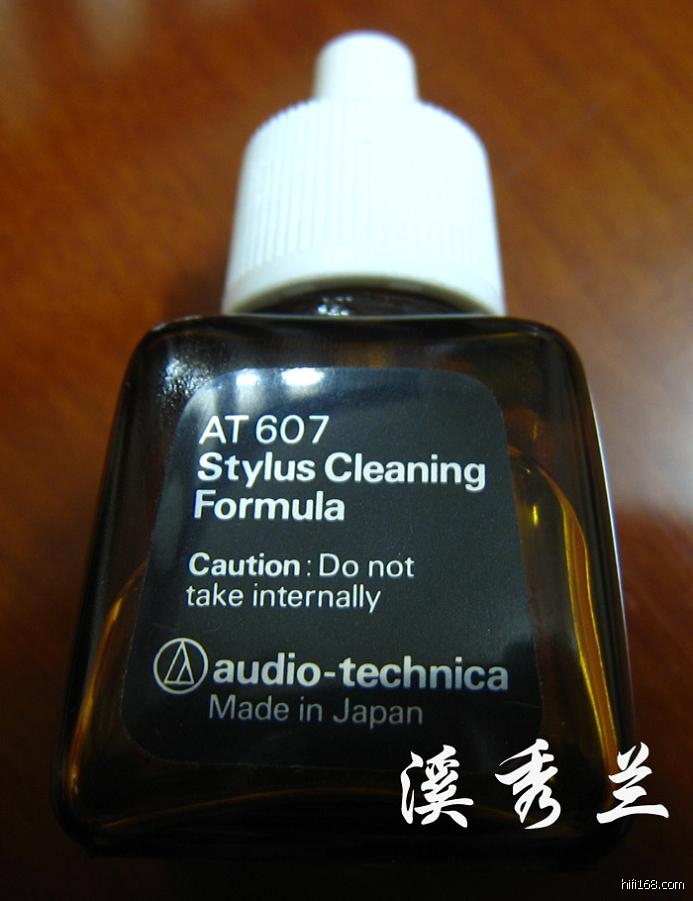 AT 607
Stylus Cleaning
Formula
Caution : Do not
take internally
audio-technica
Made in Japan
溪秀兰
hifi168.com